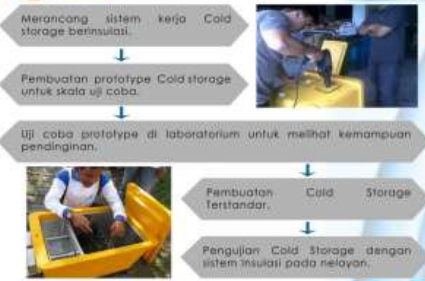 Merancang sistem kerja Cold
storage berinsulasi.
Pembuatan prototype Cold storage
untuk skala uji coba.
Uji coba prototype di laboratorium untuk melihat kemampuan
pendinginan.
Pembuatan Cold Storage
Terstandar.
Pengujian Cold Storage dengan
sistem Insulasi pada nelayan.